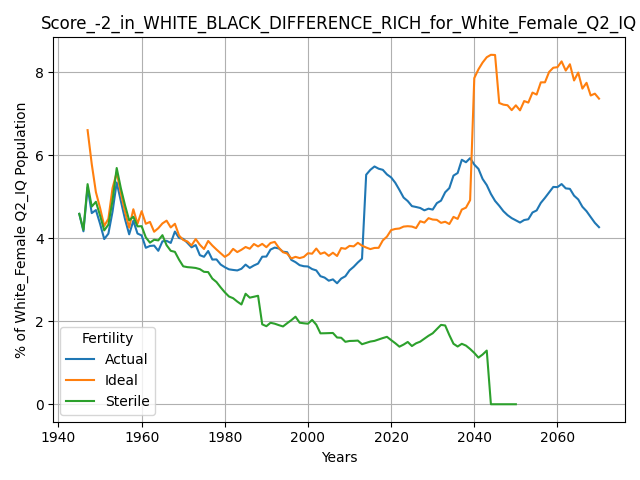 Score_-2_in_WHITE_BLACK_DIFFERENCE_RICH_for_White_Female_Q2_IQ
% of White_Female Q2_IQ Population
8
6
4
2
0
Fertility
Actual
Ideal
Sterile
1940 1960 1980 2000 2020 2040 2060
Years